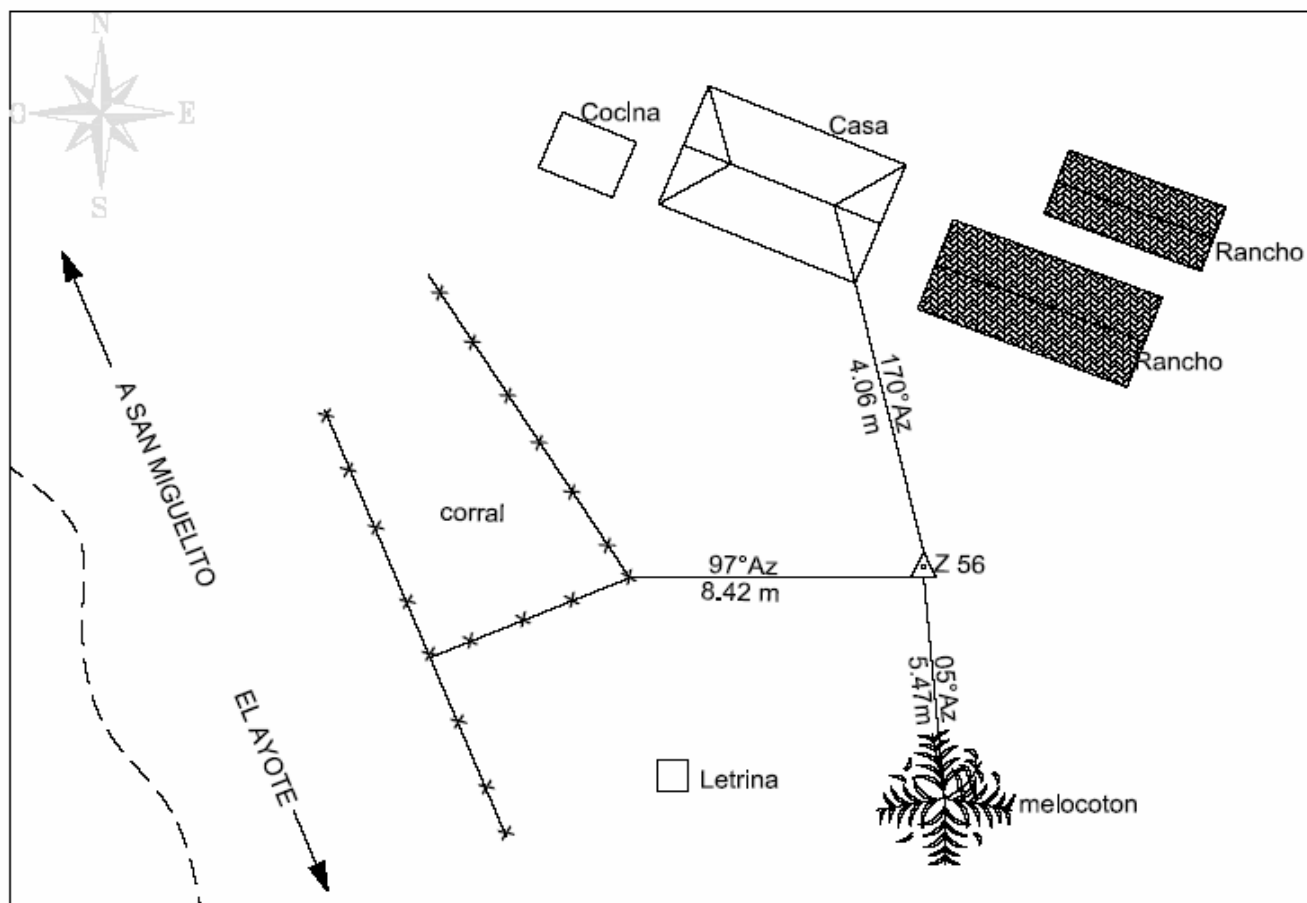 N
O E
S
Cocina
Casa
Rancho
Rancho
170°Az
4.06 m
A SAN MIGUELITO
corral
97°Az
8.42 m
Z 56
05°Az
5.47m
EL AYOTE
Letrina
melocoton